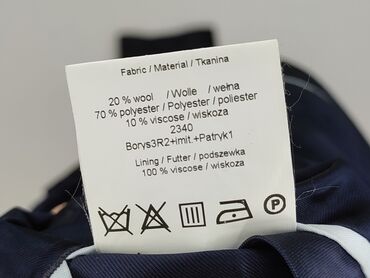 Fabric / Material / Tkanina
20 % wool / Wolle / wełna
70 % polyester / Polyester / poliester
10 % viscose / wiskoza
2340
Borys3R2+imit.+Patryk1
Lining / Futter / podszewka
100 % viscose / wiskoza
P